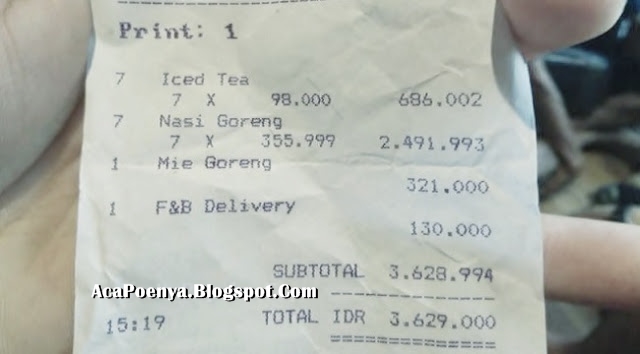 Print: 1
7 Iced Tea
7 X 98.000 686.002
7 Nasi Goreng
7 X 355.999 2.491.993
1 Mie Goreng
321.000
1 F&B Delivery
130.000
SUBTOTAL 3.628.994
AcaPoenya.Blogspot.Com
15:19 TOTAL IDR 3.629.000